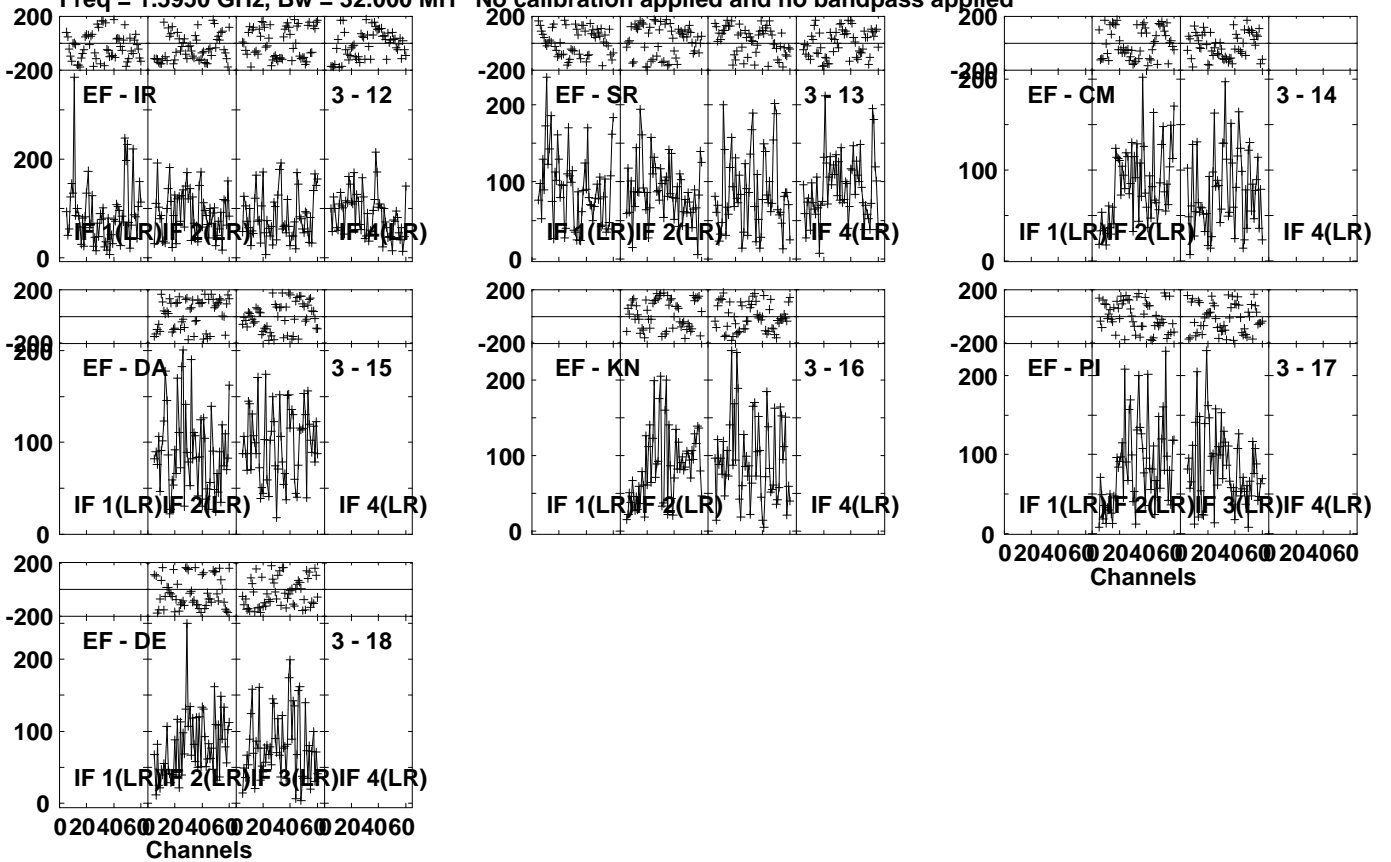 Freq = 1.5950 GHz, Bw = 32.000 MH No calibration applied and no bandpass applied
200
-200
EF - IR
3 - 12
200
0
IF 1(LR)
IF 2(LR)
IF 4(LR)
200
-200
EF - SR
3 - 13
200
100
0
IF 1(LR)
IF 2(LR)
IF 4(LR)
200
-200
200
EF - CM
3 - 14
100
0
IF 1(LR)
IF 2(LR)
IF 4(LR)
200
-200
200
EF - DA
3 - 15
100
0
IF 1(LR)
IF 2(LR)
IF 4(LR)
200
-200
EF - KN
3 - 16
200
100
0
IF 1(LR)
IF 2(LR)
IF 4(LR)
200
-200
EF - PI
3 - 17
200
100
0
IF 1(LR)
IF 2(LR)
IF 3(LR)
IF 4(LR)
0 20 40 60 0 20 40 60 0 20 40 60 0 20 40 60
Channels
200
-200
EF - DE
3 - 18
200
100
0
IF 1(LR)
IF 2(LR)
IF 3(LR)
IF 4(LR)
0 20 40 60 0 20 40 60 0 20 40 60 0 20 40 60
Channels